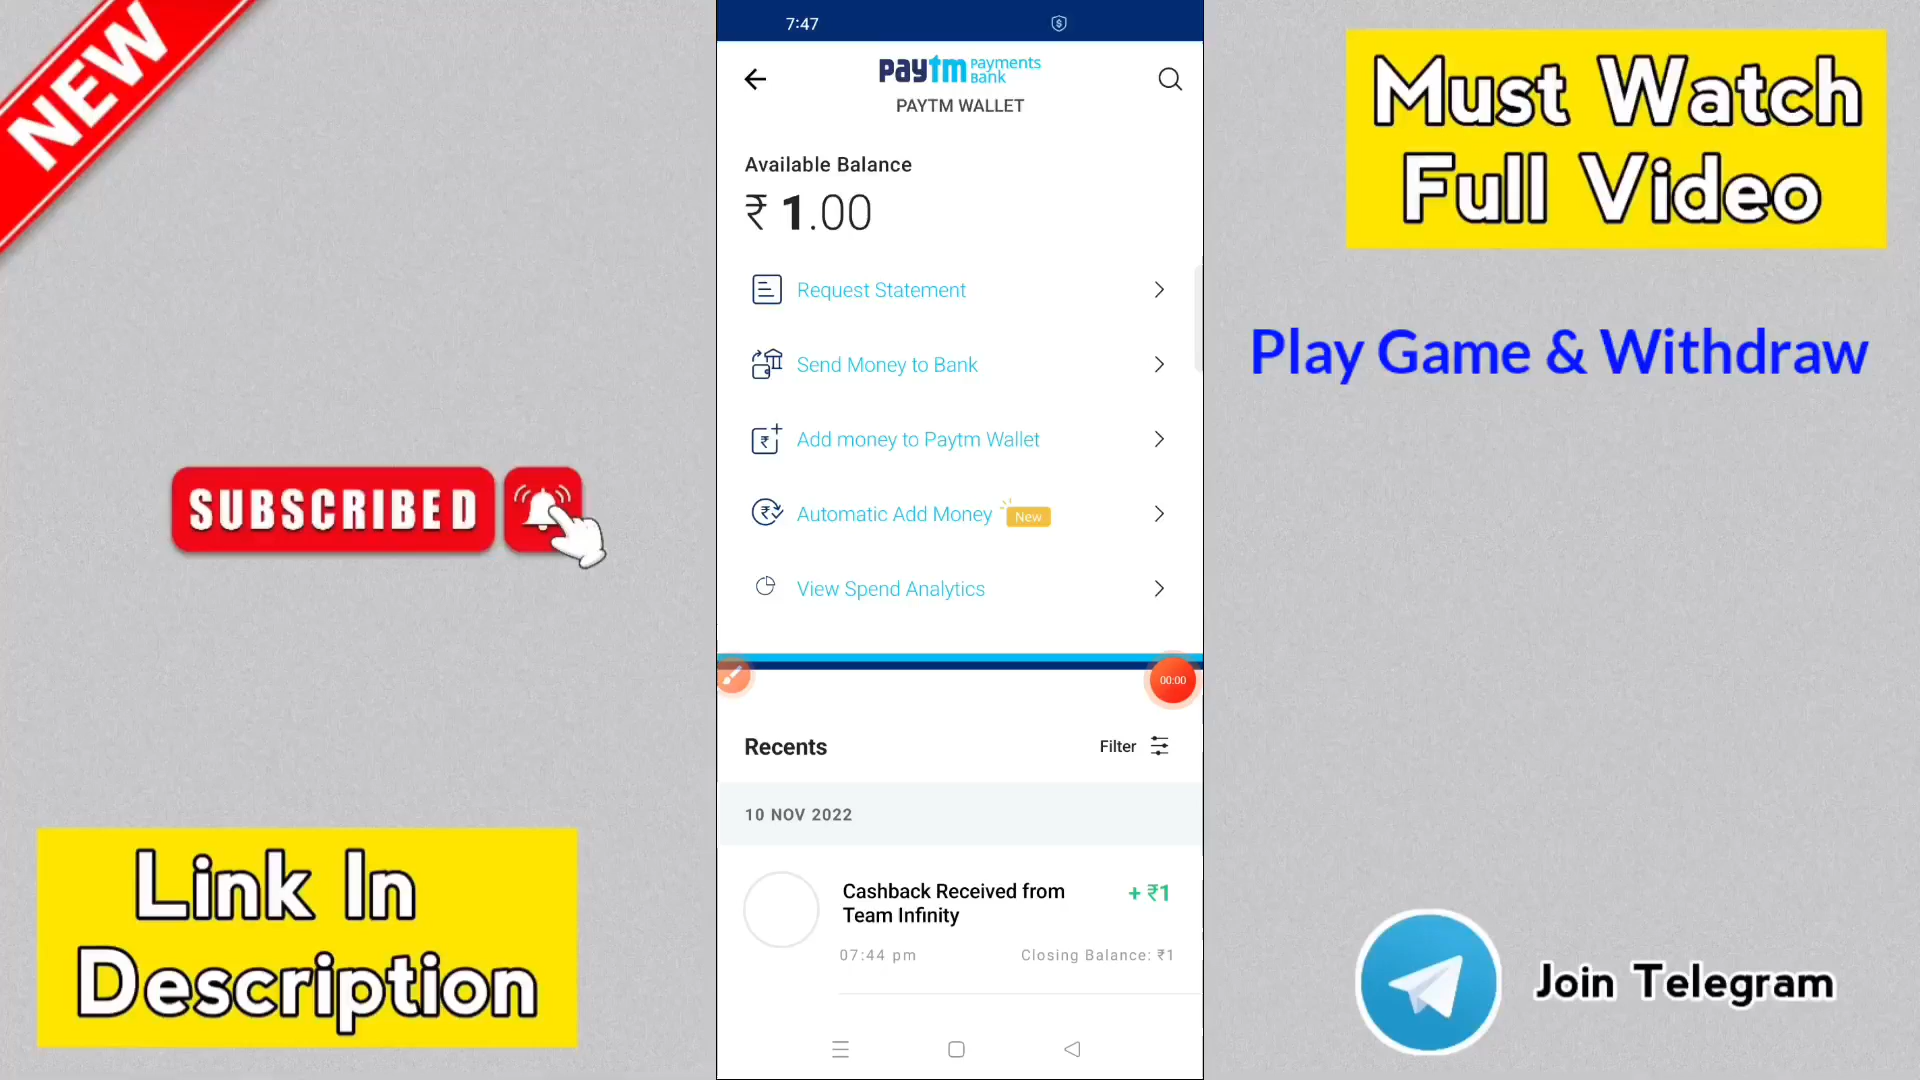 NEW
7:47
paytm Payments Bank
PAYTM WALLET
Available Balance
₹ 1.00
Request Statement
Send Money to Bank
Add money to Paytm Wallet
Automatic Add Money New
View Spend Analytics
00:00
Recents
Filter
10 NOV 2022
Cashback Received from
Team Infinity
+ ₹1
07:44 pm
Closing Balance: ₹1
SUBSCRIBED
Link In
Description
Must Watch
Full Video
Play Game & Withdraw
Join Telegram